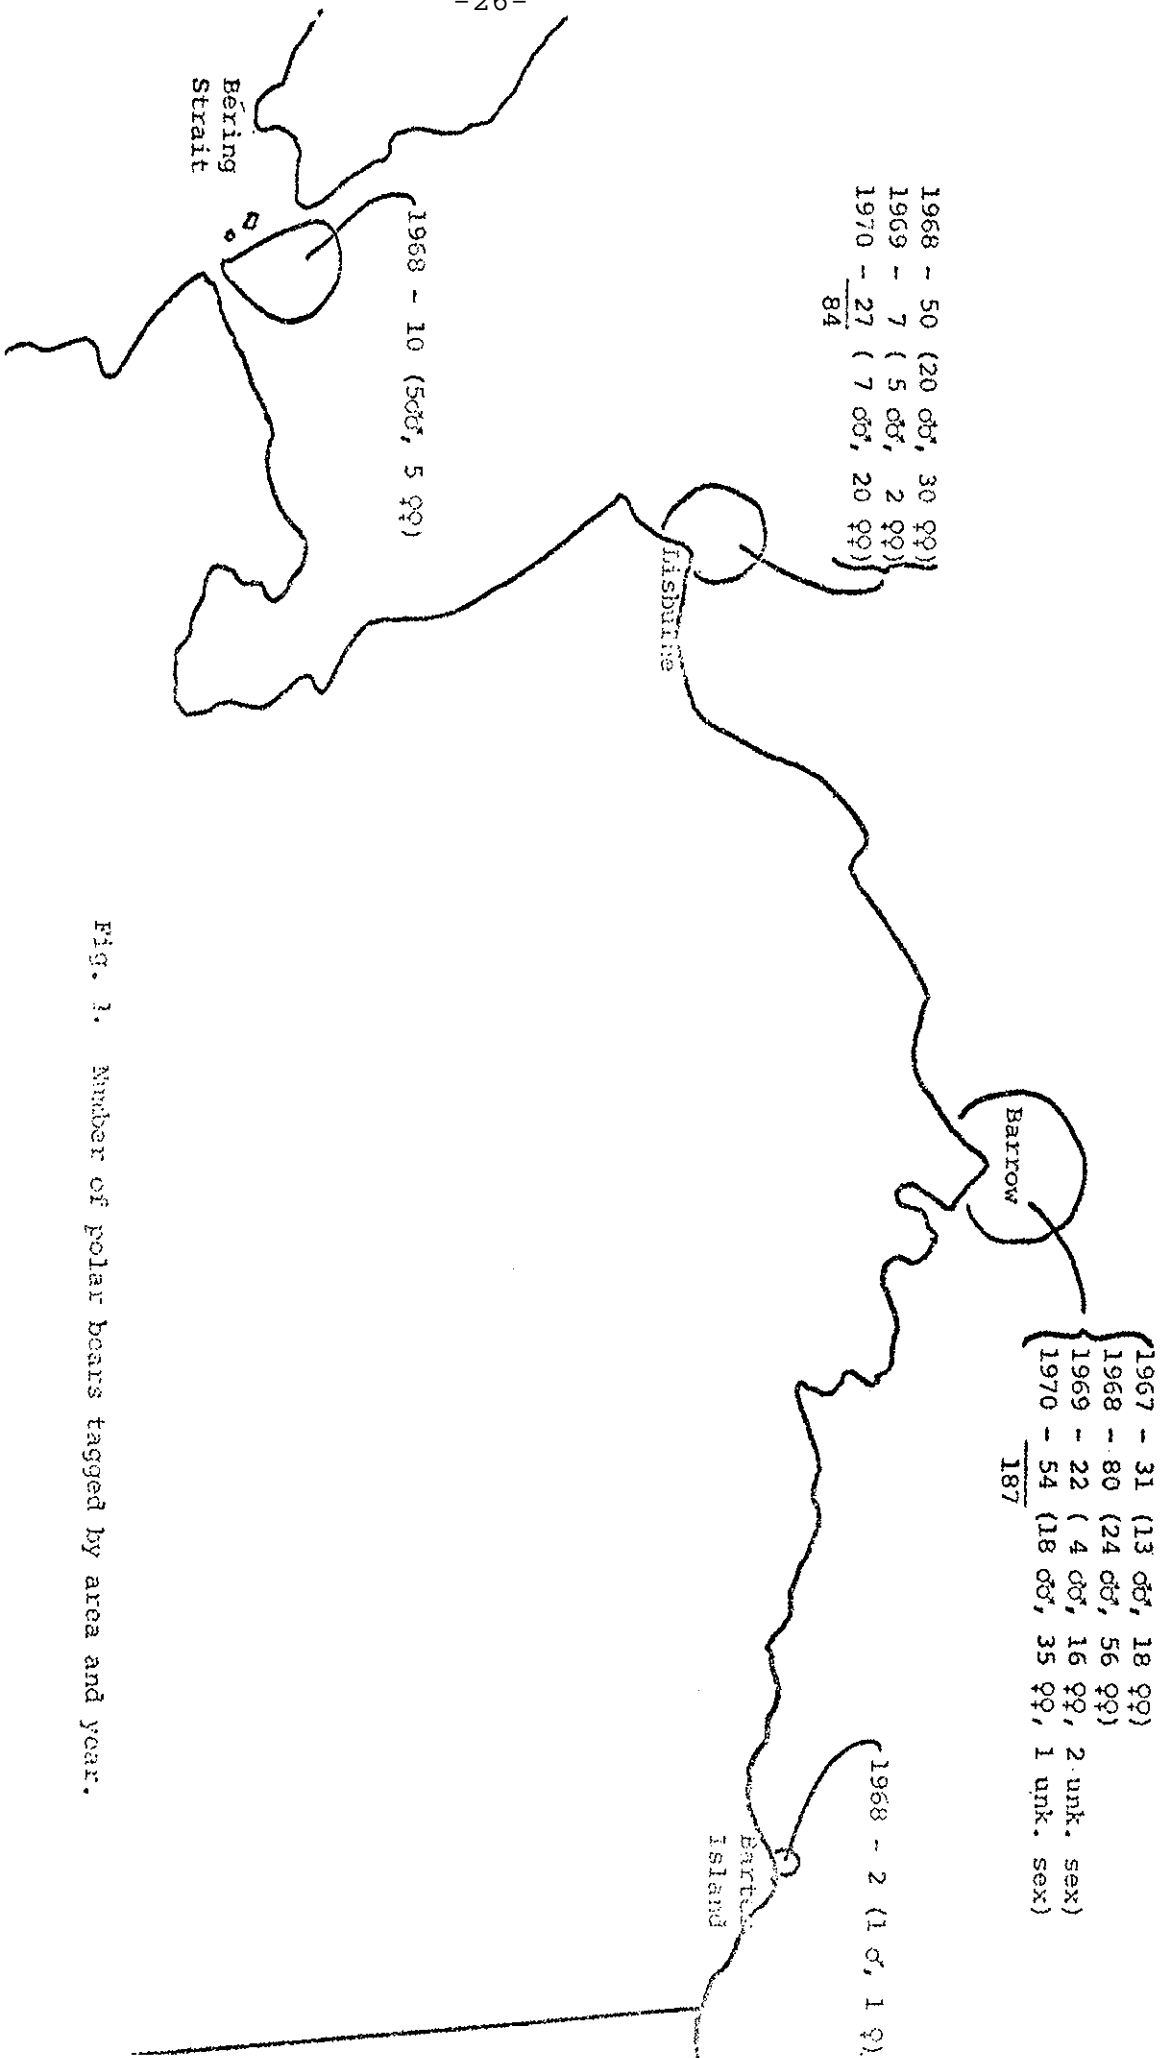 -26-
1967 - 31 (13 ♂♂, 18 ♀♀)
1968 - 80 (24 ♂♂, 56 ♀♀)
1969 - 22 ( 4 ♂♂, 16 ♀♀, 2 unk. sex)
1970 - 54 (18 ♂♂, 35 ♀♀, 1 unk. sex)
187
Barrow
1968 - 50 (20 ♂♂, 30 ♀♀)
1969 - 7 ( 5 ♂♂, 2 ♀♀)
1970 - 27 ( 7 ♂♂, 20 ♀♀)
84
1968 - 2 (1 ♂, 1 ♀)
Barter
Island
Lisburne
1968 - 10 (5♂♂, 5 ♀♀)
Bering
Strait
Fig. 1. Number of polar bears tagged by area and year.